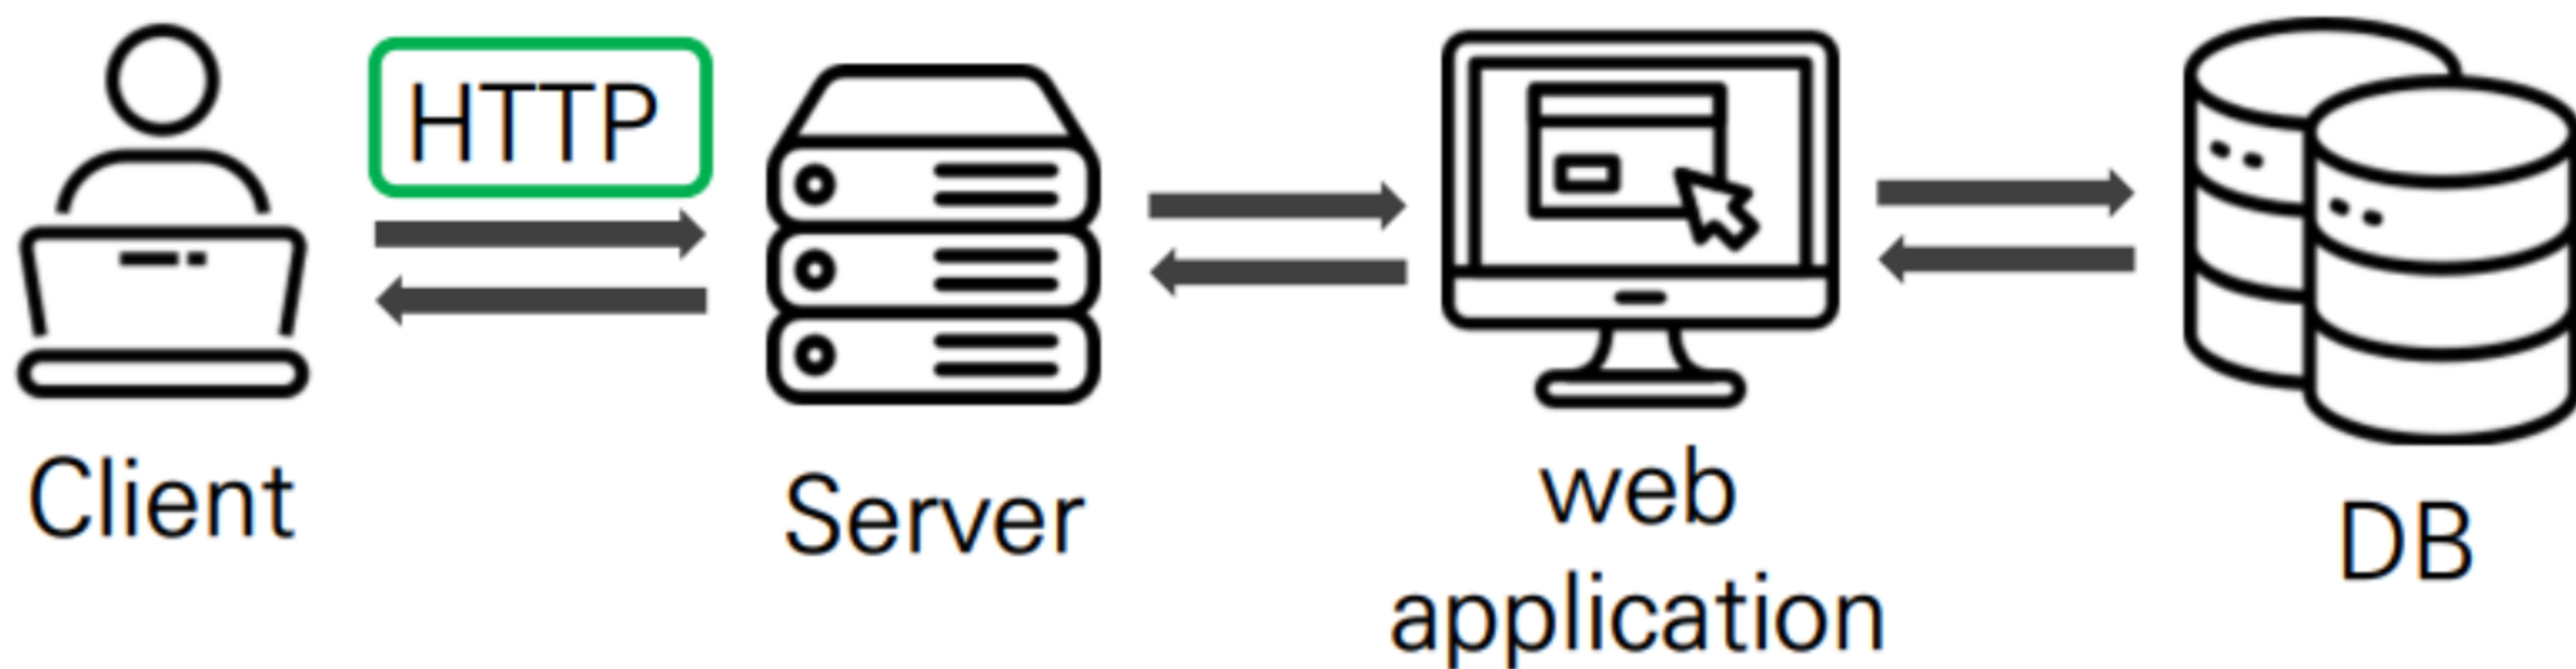 HTTP
Client
Server
web
application
DB